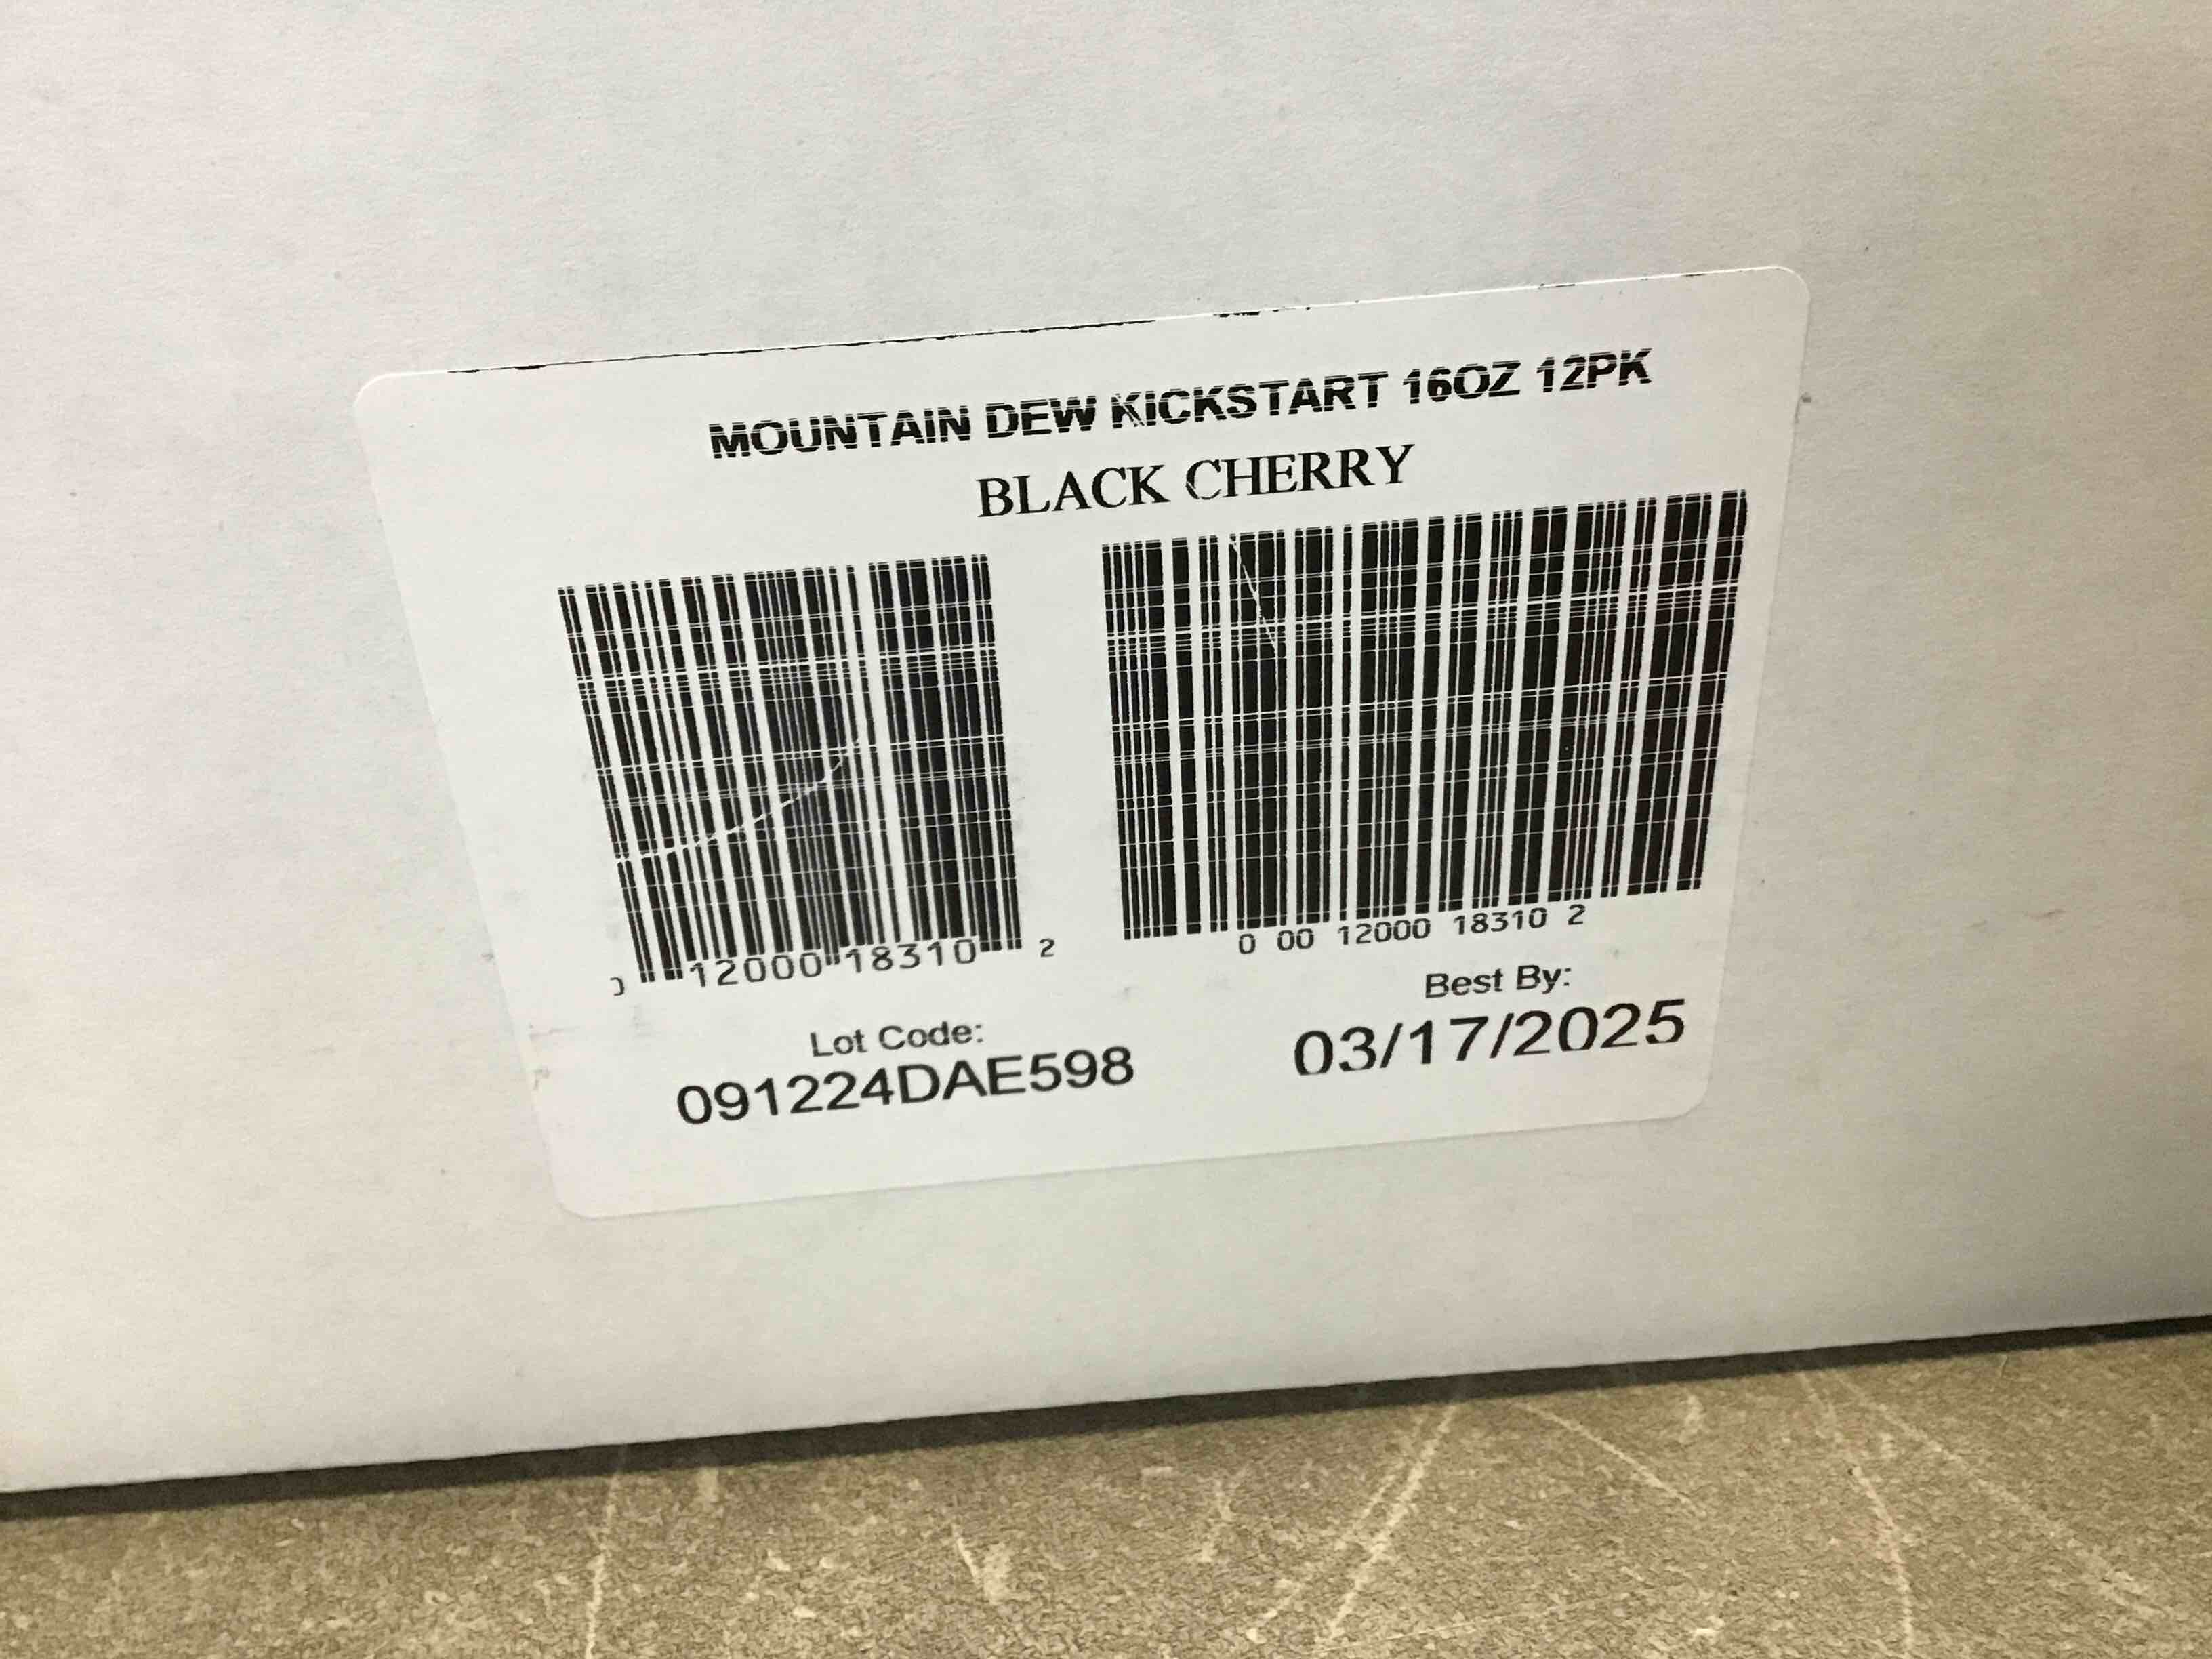 MOUNTAIN DEW KICKSTART 16OZ 12PK
BLACK CHERRY
0 12000 18310 2
0 00 12000 18310 2
Lot Code:
091224DAE598
Best By:
03/17/2025